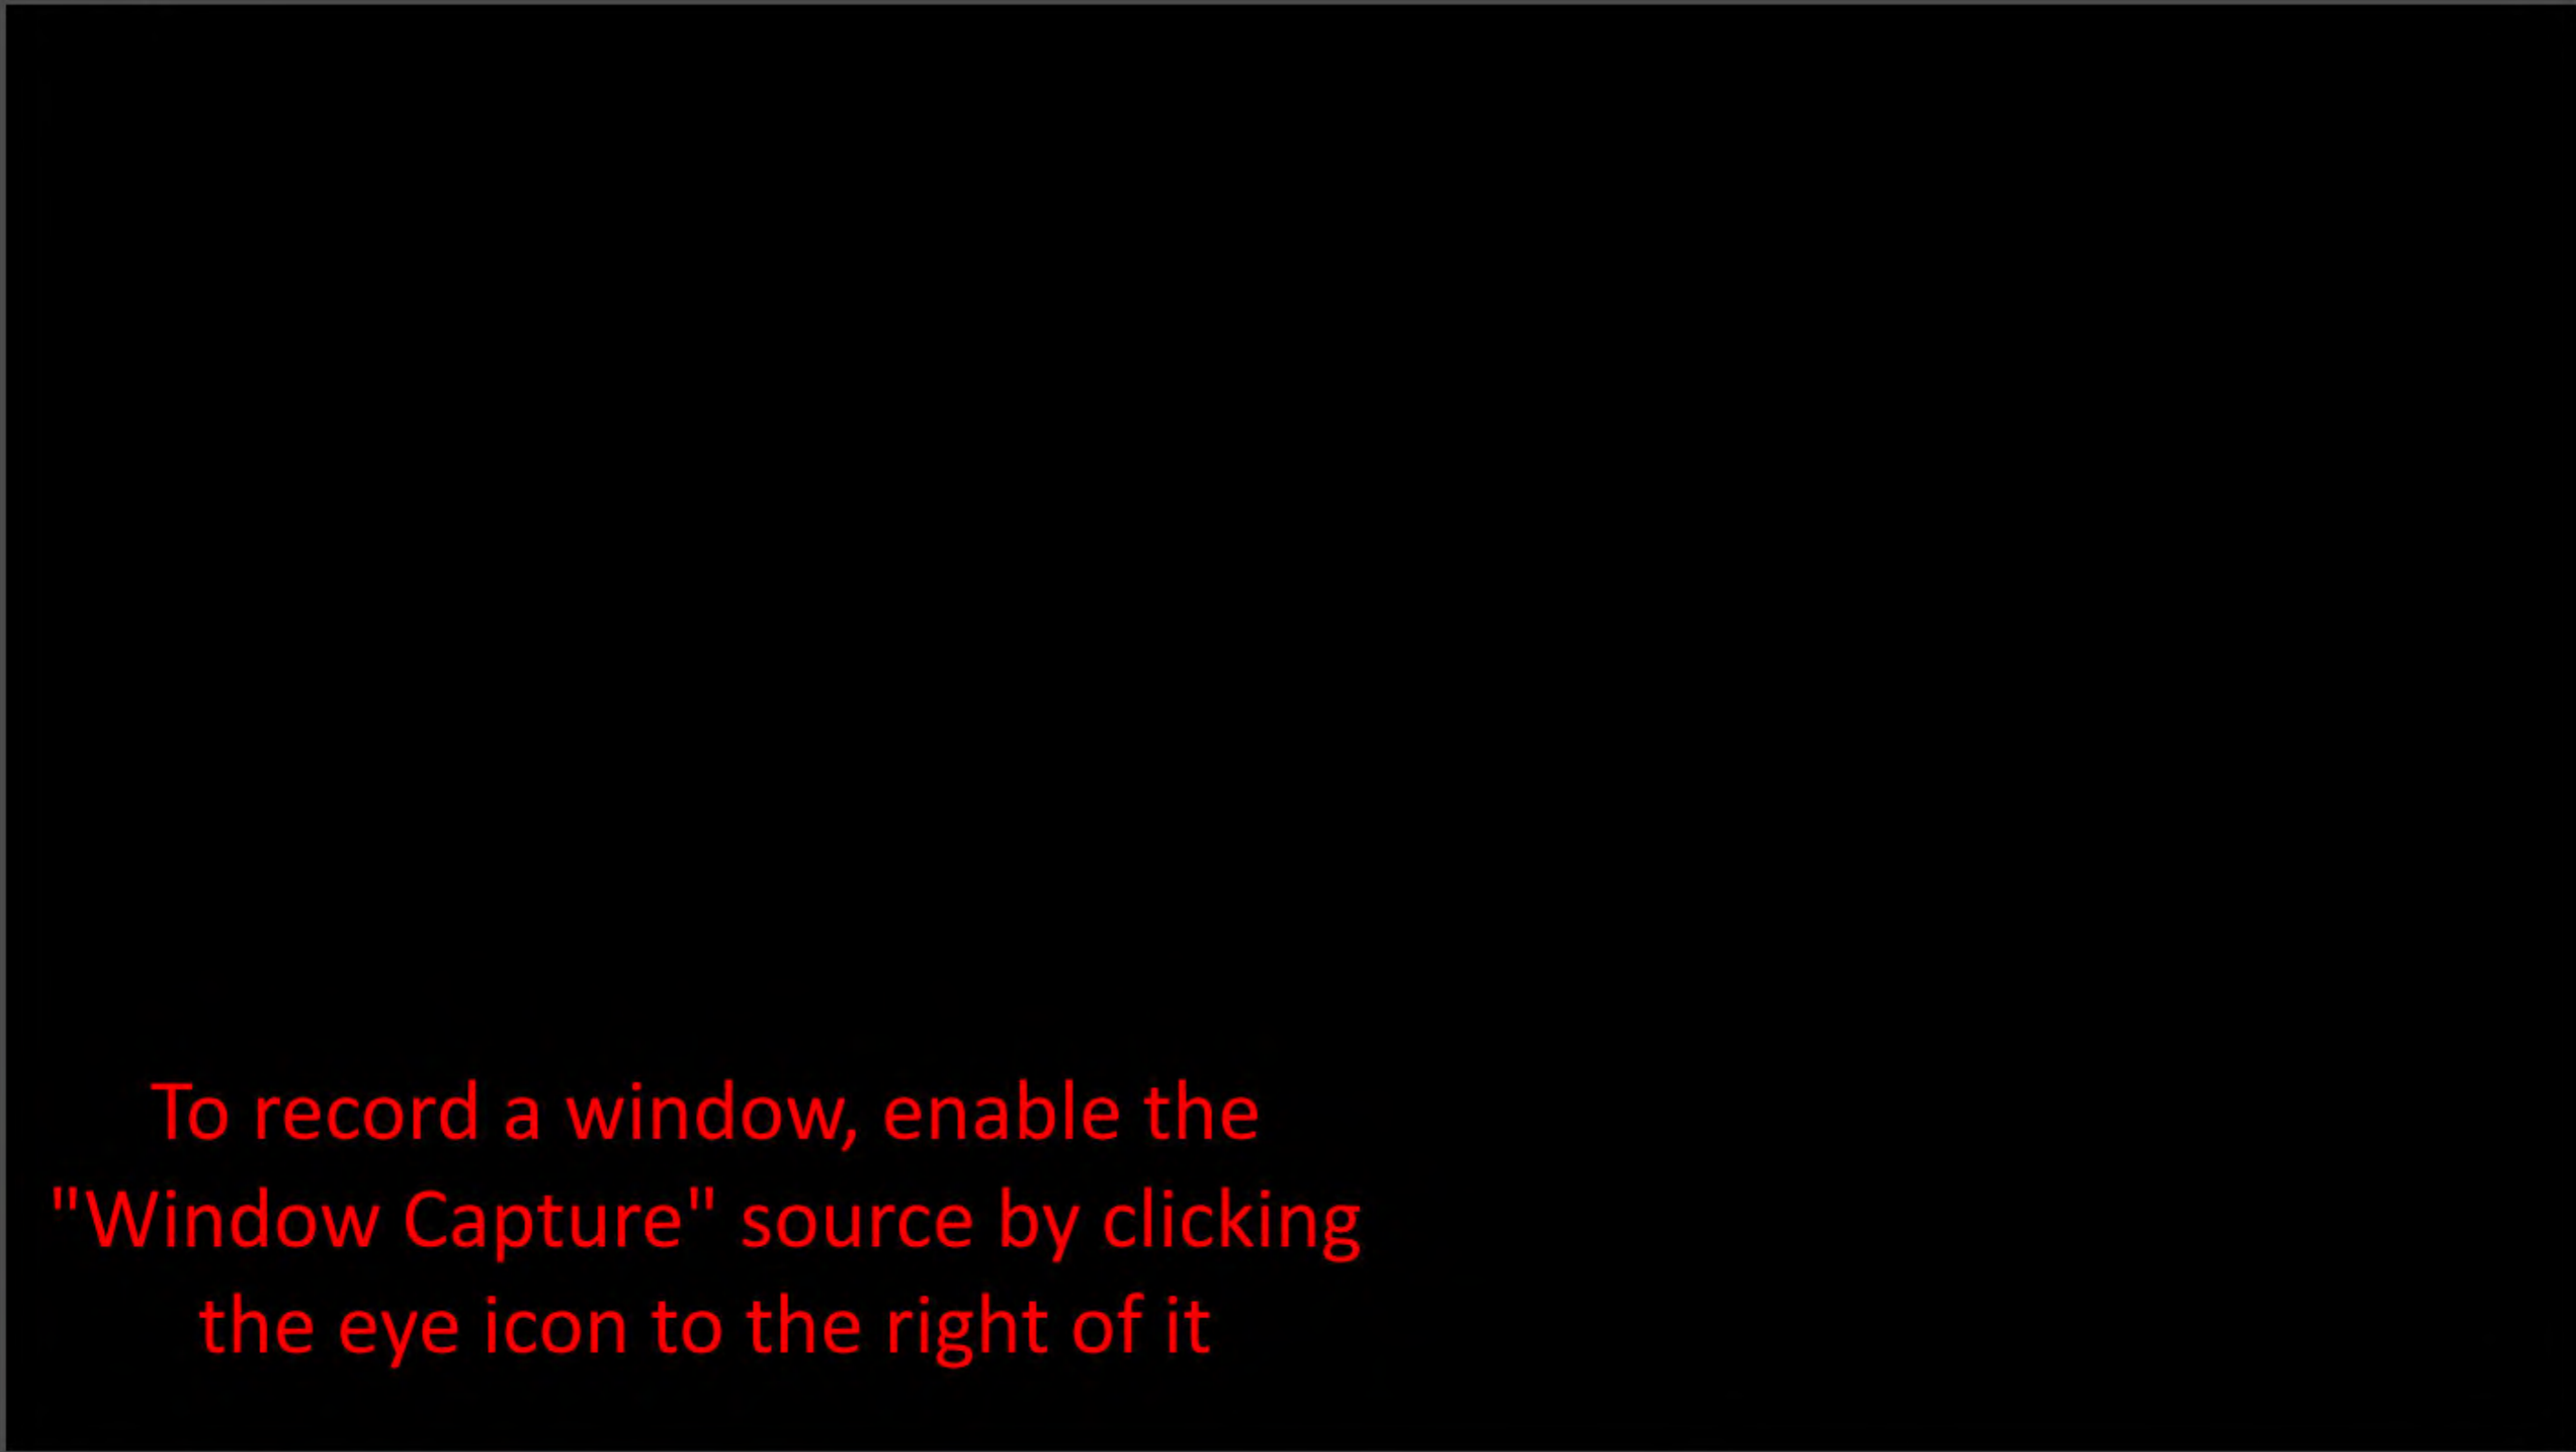 To record a window, enable the
"Window Capture" source by clicking
the eye icon to the right of it